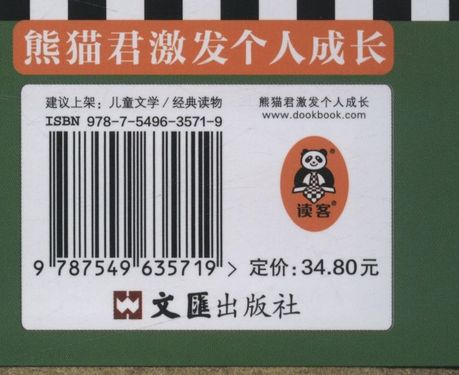 熊猫君激发个人成长
建议上架：儿童文学/经典读物
ISBN 978-7-5496-3571-9
熊猫君激发个人成长
www.dookbook.com
读客®
9 787549 635719 >
定价：34.80元
文匯出版社